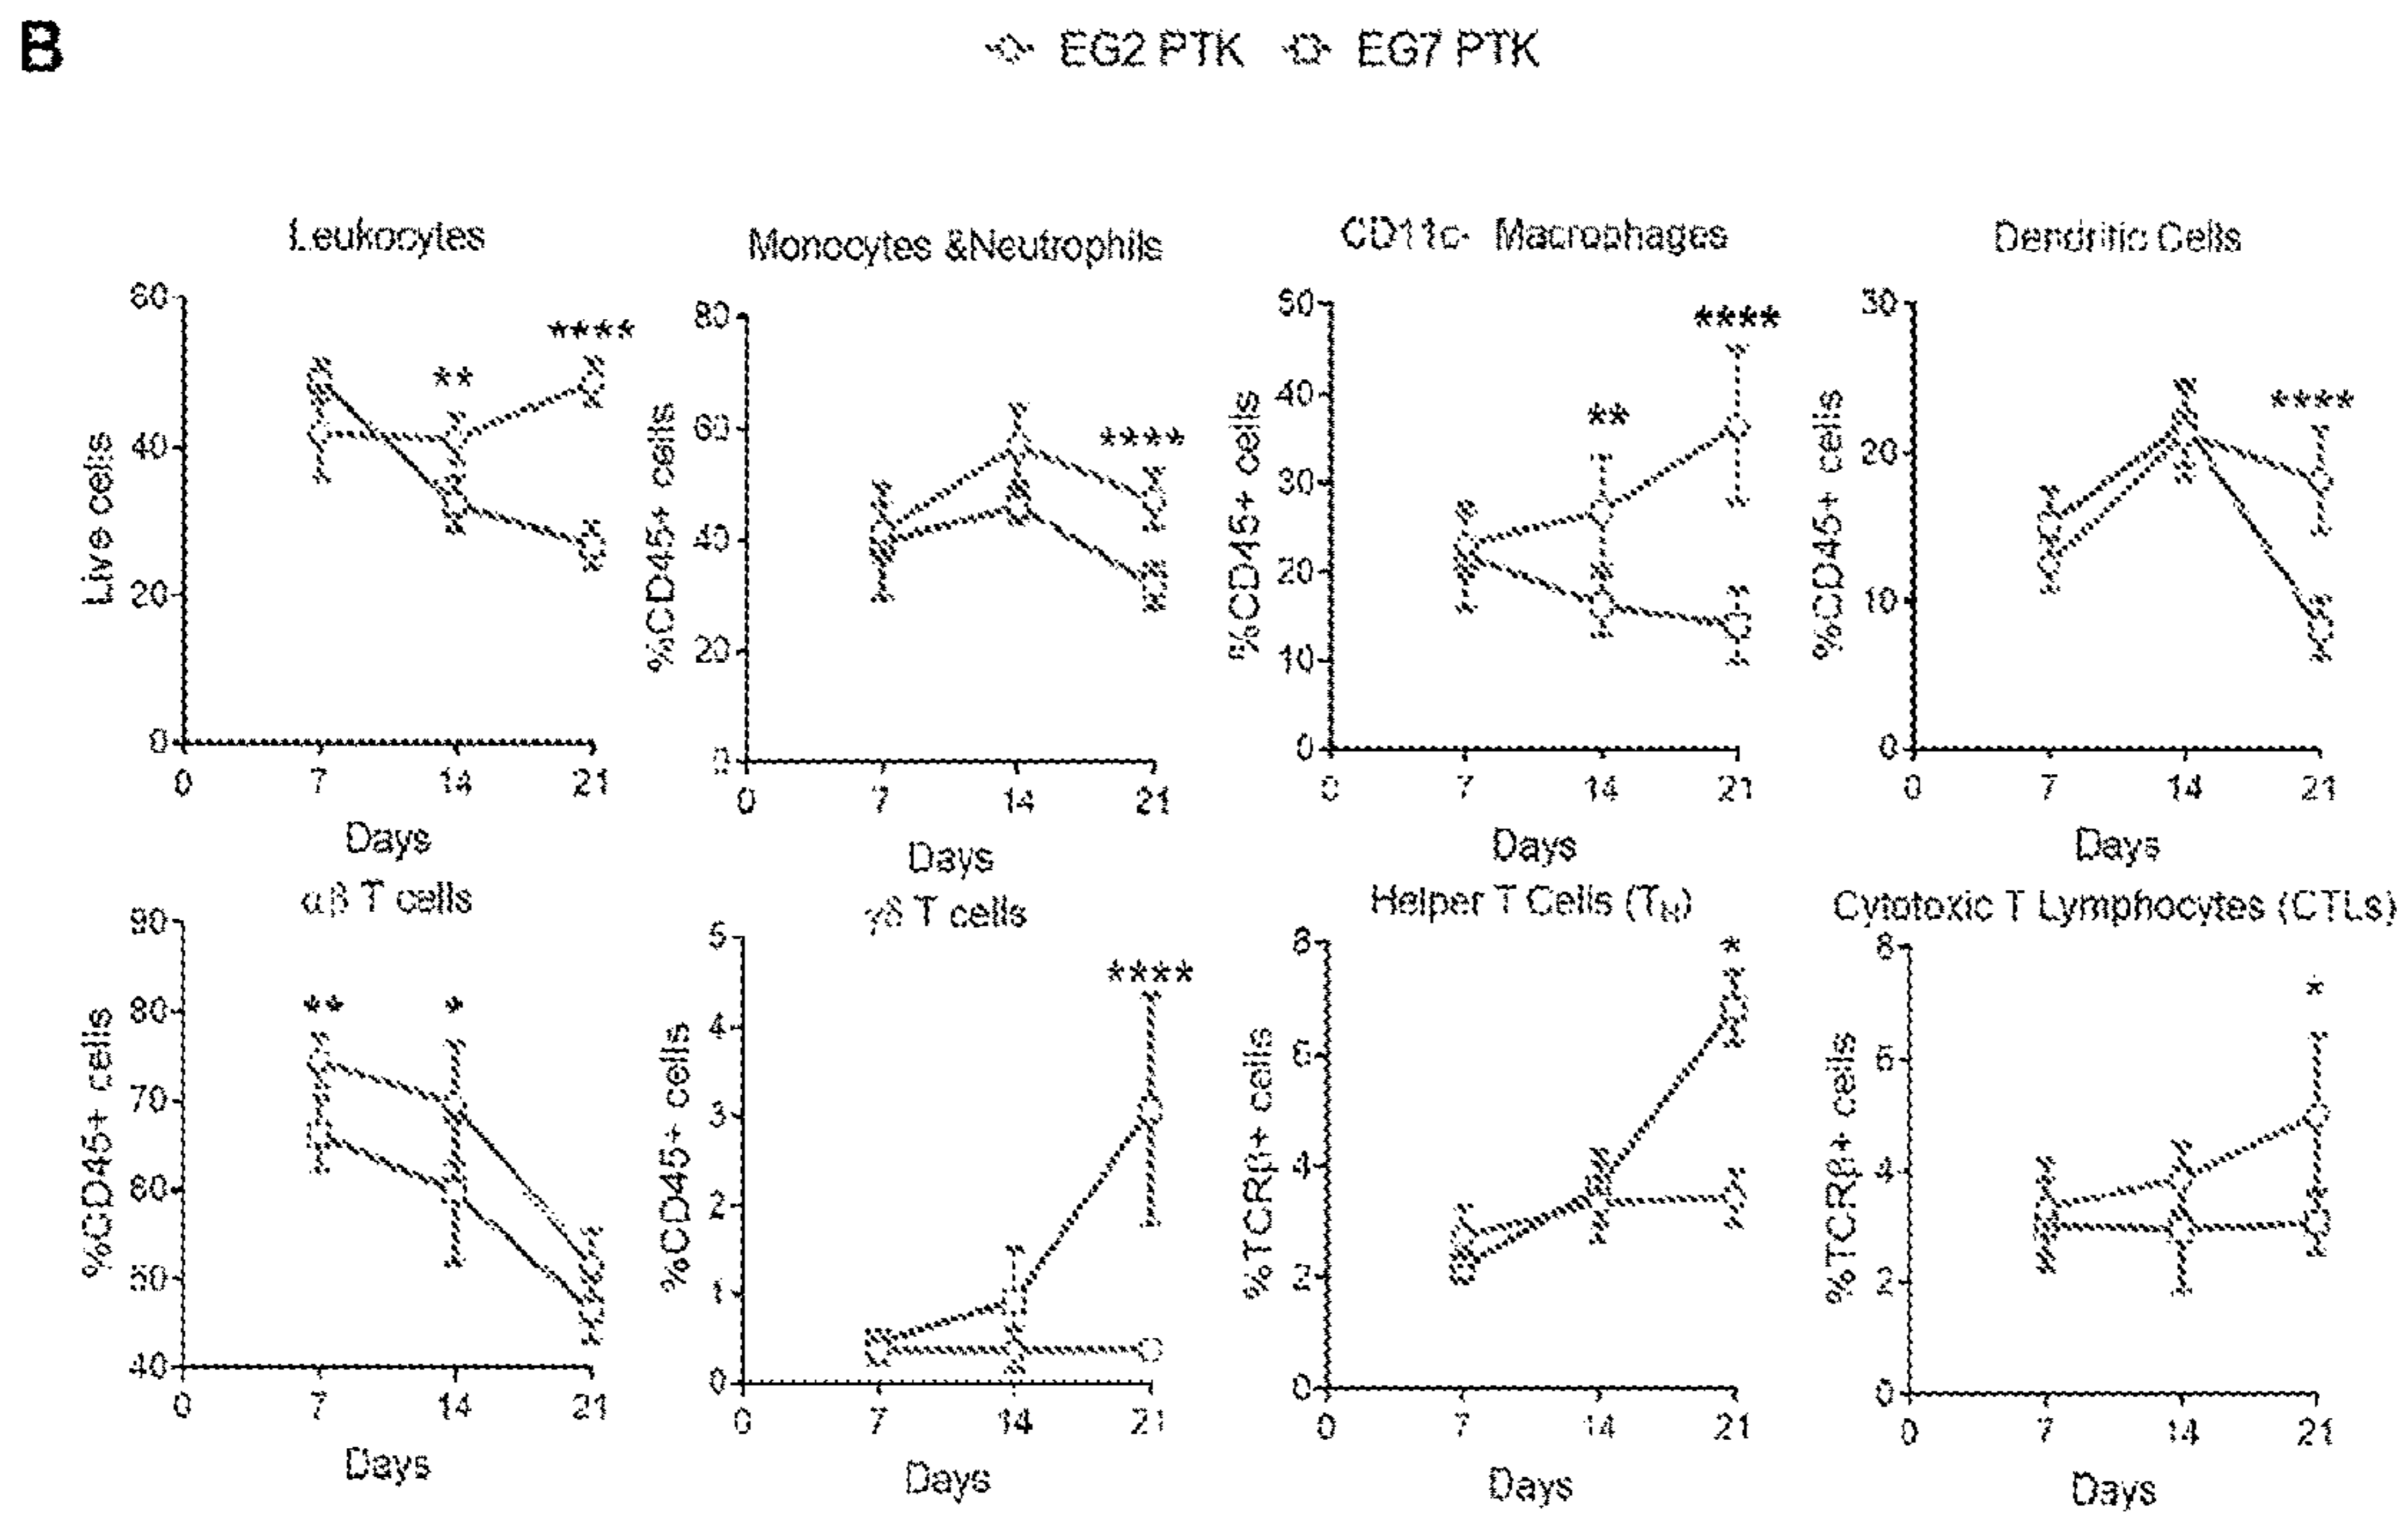 B
EG2 PTK EG7 PTK
Leukocytes
Live cells
60
40
20
0
0 7 14 21
Days
**
****
Monocytes &Neutrophils
%CD45+ cells
80
60
40
20
0
0 7 14 21
Days
****
CD11c- Macrophages
%CD45+ cells
50
40
30
20
10
0
0 7 14 21
Days
**
****
Dendritic Cells
%CD45+ cells
30
20
10
0
0 7 14 21
Days
****
αβ T cells
%CD45+ cells
90
80
70
60
50
40
0 7 14 21
Days
**
*
γδ T cells
%CD45+ cells
5
4
3
2
1
0
0 7 14 21
Days
****
Helper T Cells (TH)
%TCRβ+ cells
8
6
4
2
0
0 7 14 21
Days
*
Cytotoxic T Lymphocytes (CTLs)
%TCRβ+ cells
8
6
4
2
0
0 7 14 21
Days
*